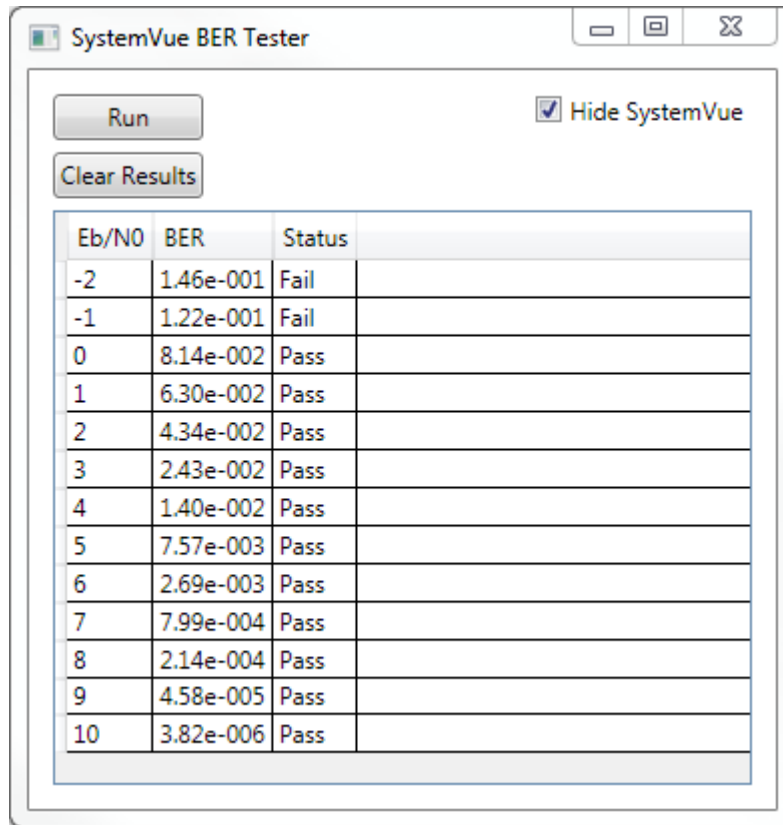 SystemVue BER Tester
Run
Hide SystemVue
Clear Results
Eb/N0 BER Status
-2 1.46e-001 Fail
-1 1.22e-001 Fail
0 8.14e-002 Pass
1 6.30e-002 Pass
2 4.34e-002 Pass
3 2.43e-002 Pass
4 1.40e-002 Pass
5 7.57e-003 Pass
6 2.69e-003 Pass
7 7.99e-004 Pass
8 2.14e-004 Pass
9 4.58e-005 Pass
10 3.82e-006 Pass